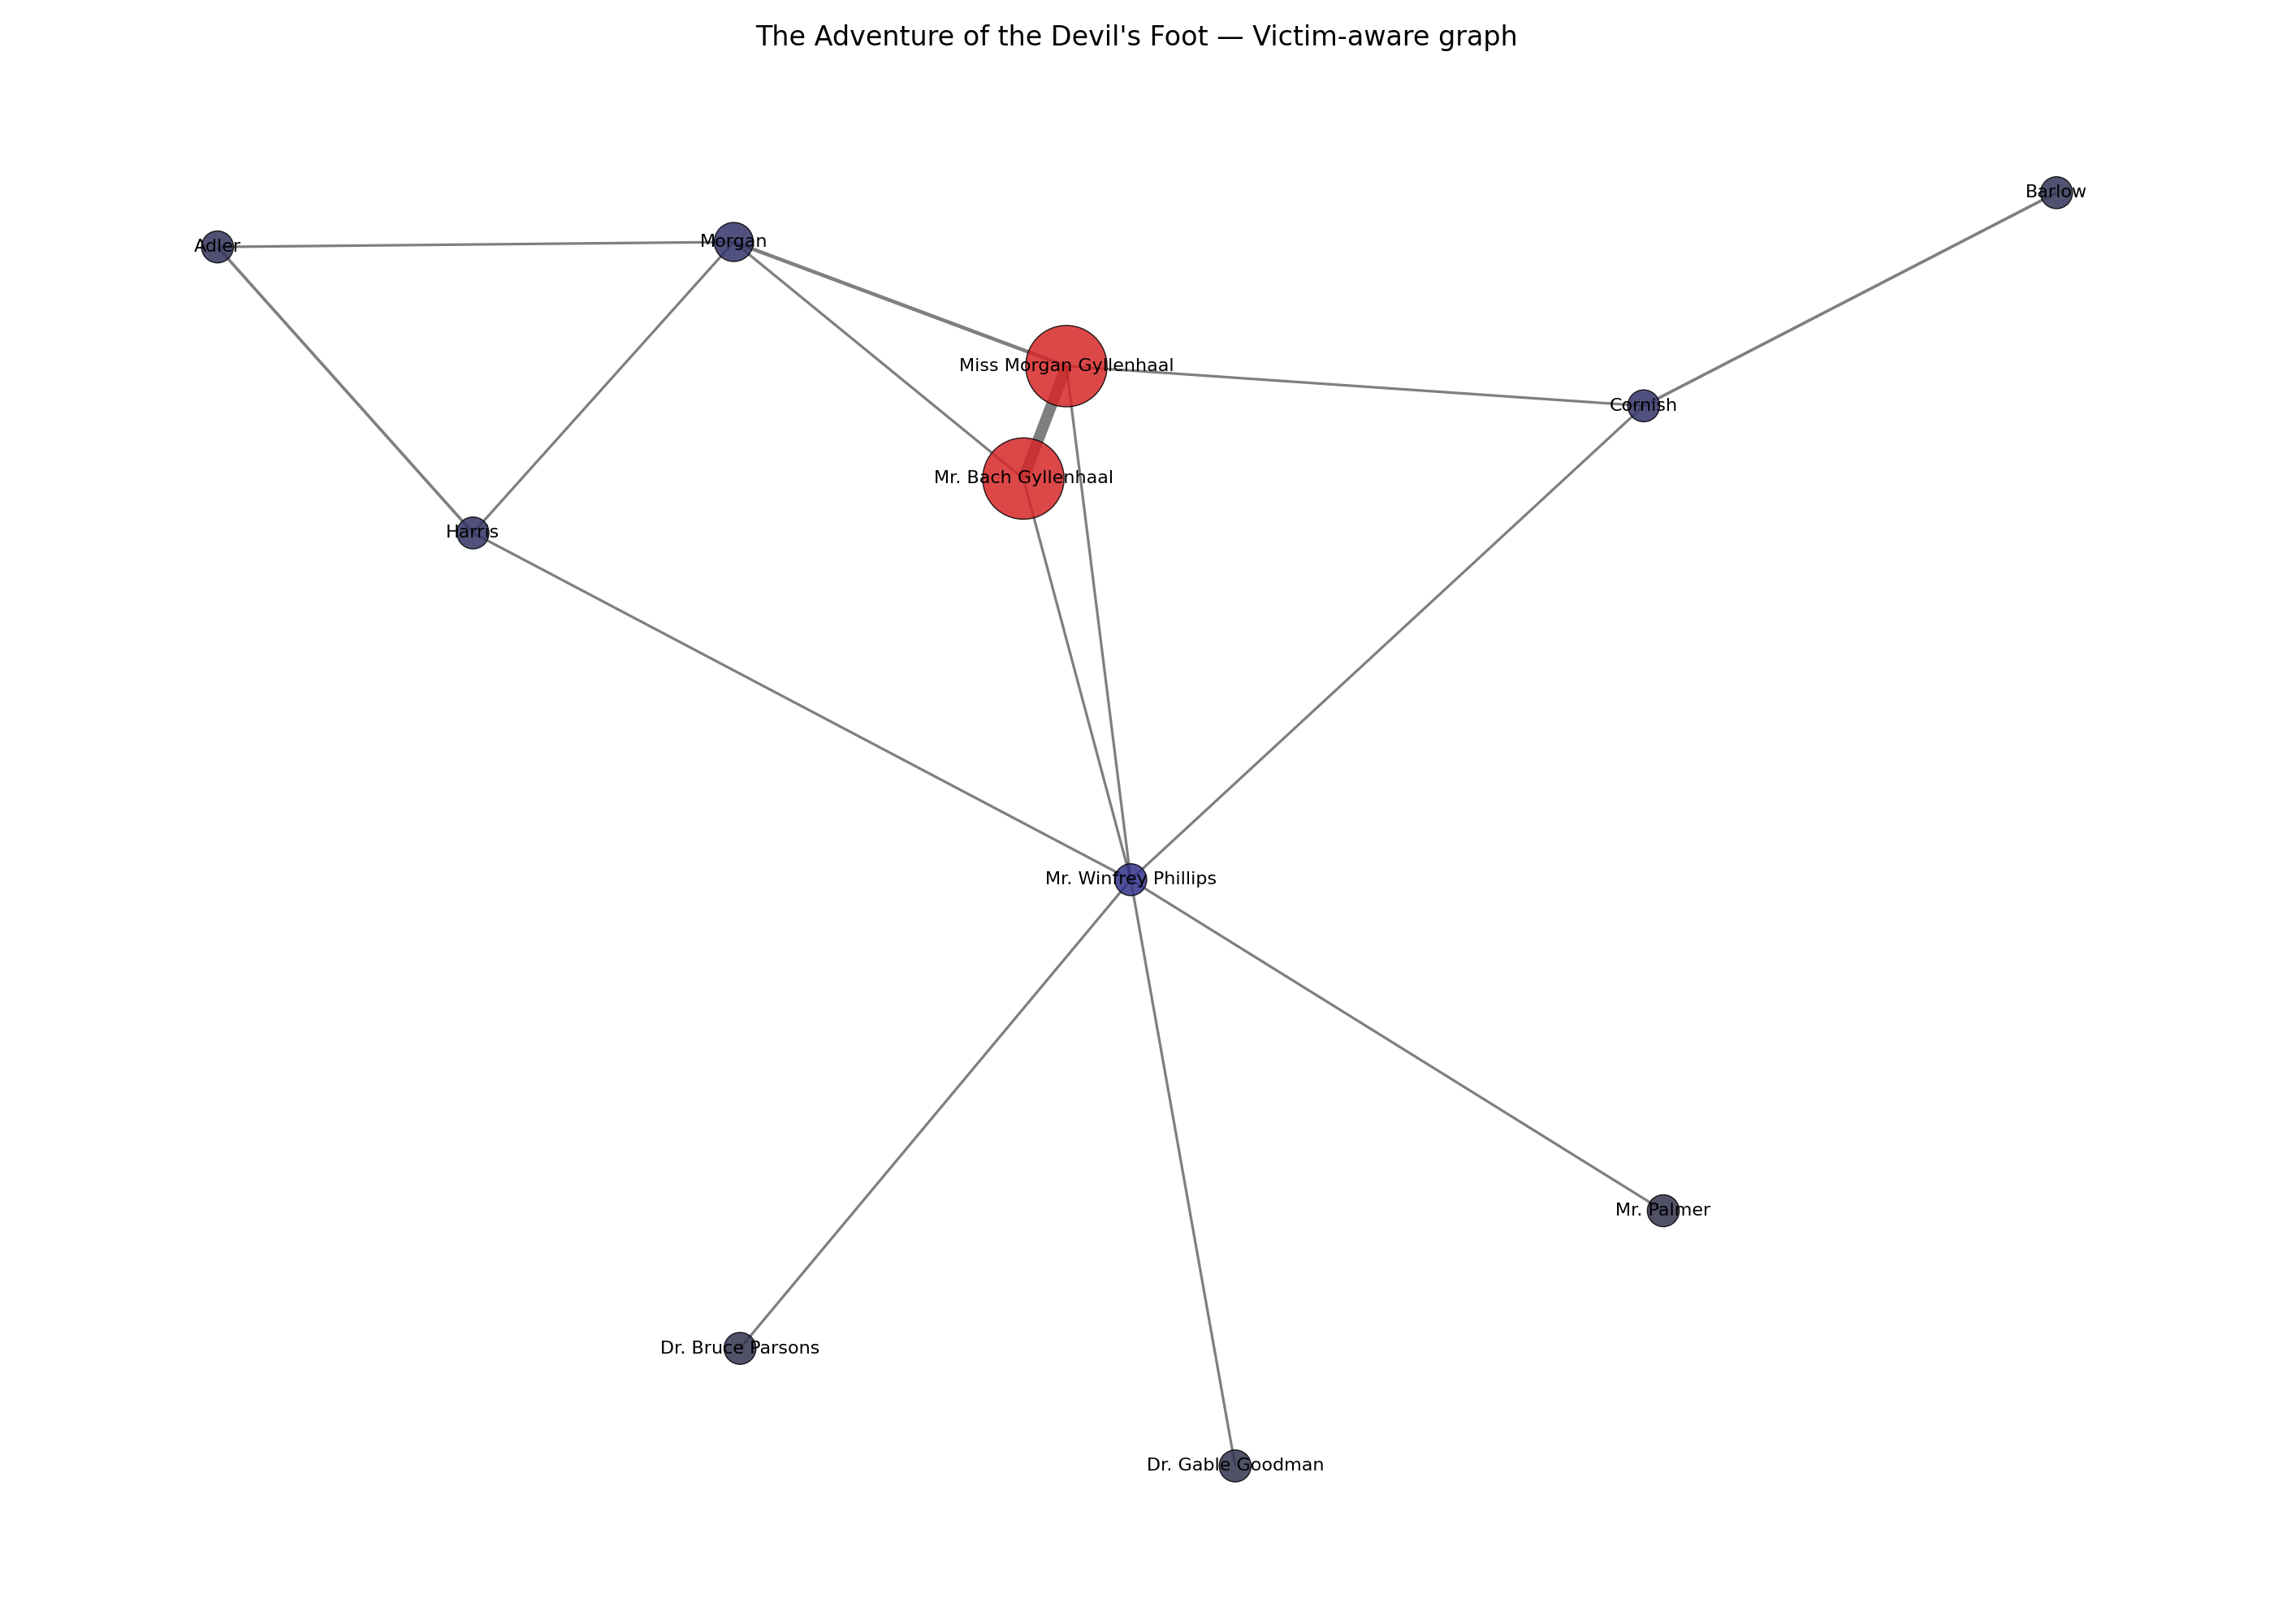 The Adventure of the Devil's Foot — Victim-aware graph
Barlow
Adler
Morgan
Miss Morgan Gyllenhaal
Cornish
Mr. Bach Gyllenhaal
Harris
Mr. Winfrey Phillips
Mr. Palmer
Dr. Bruce Parsons
Dr. Gable Goodman